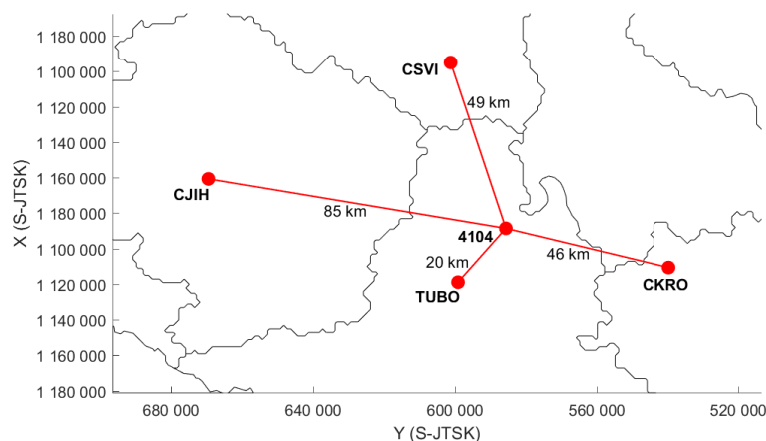 1 180 000
1 100 000
1 120 000
1 140 000
1 160 000
1 180 000
1 100 000
1 120 000
1 140 000
1 160 000
1 180 000
X (S-JTSK)
CSVI
49 km
CJIH
85 km
4104
20 km
46 km
TUBO
CKRO
680 000
640 000
600 000
560 000
520 000
Y (S-JTSK)